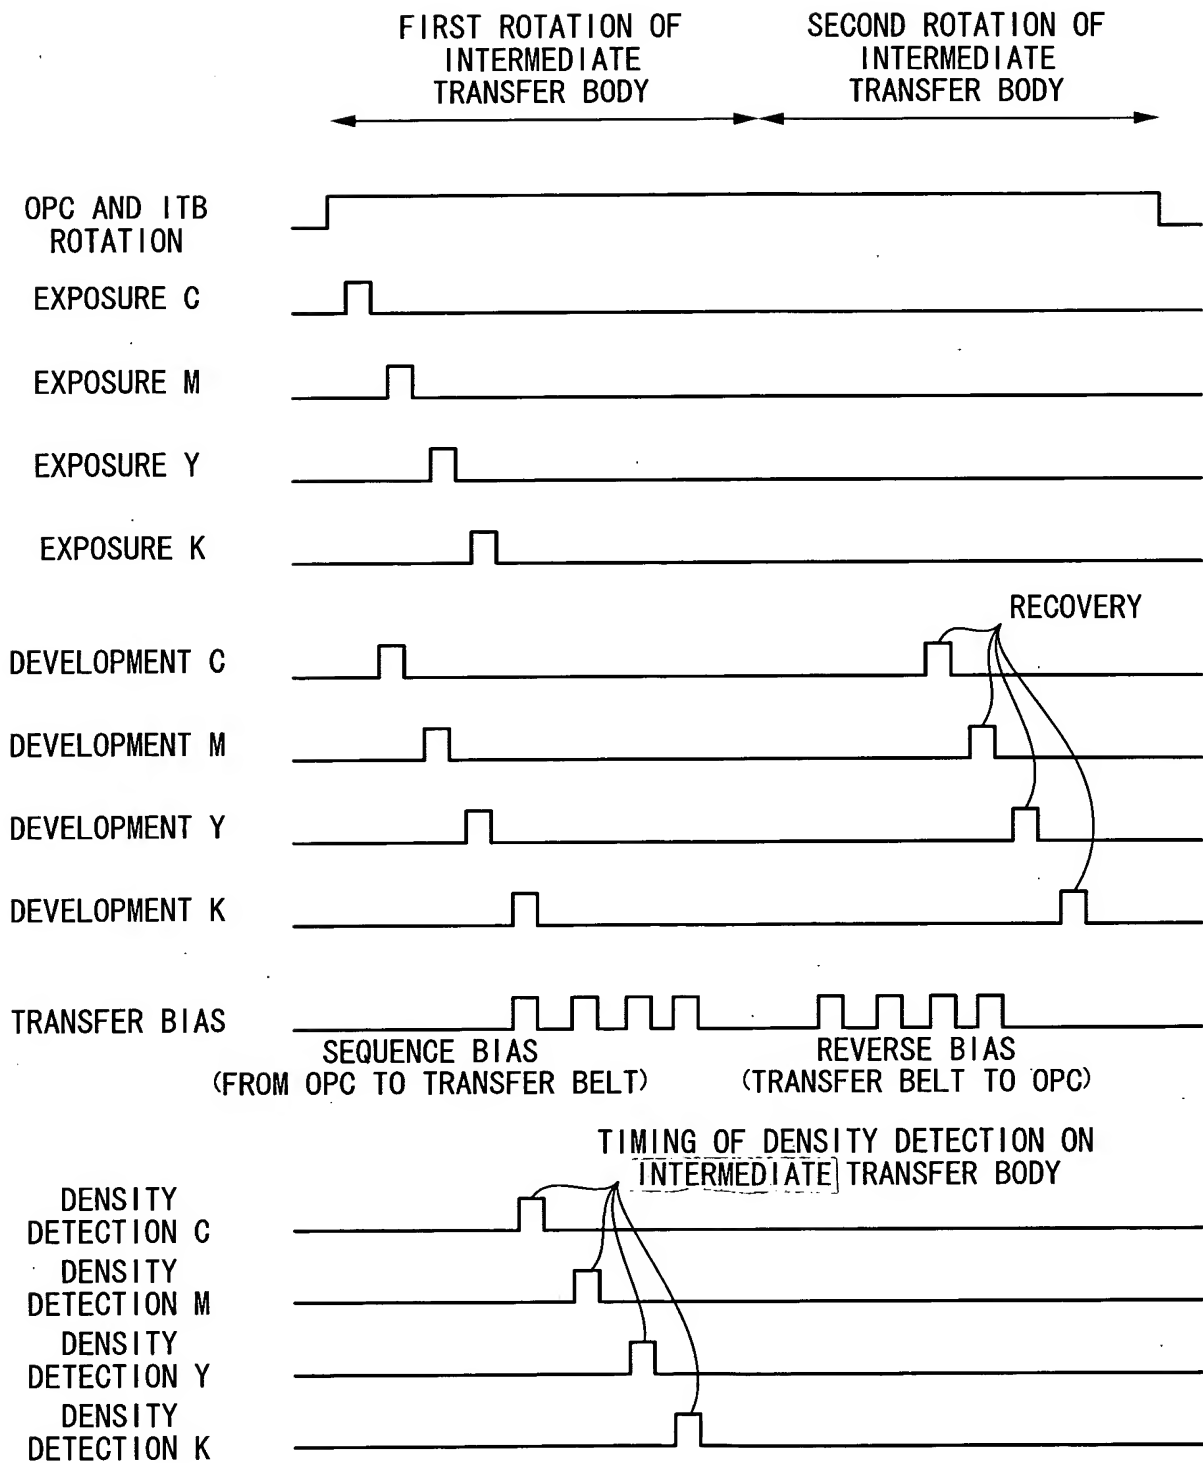 FIRST ROTATION OF
INTERMEDIATE
TRANSFER BODY
SECOND ROTATION OF
INTERMEDIATE
TRANSFER BODY
OPC AND ITB
ROTATION
EXPOSURE C
EXPOSURE M
EXPOSURE Y
EXPOSURE K
RECOVERY
DEVELOPMENT C
DEVELOPMENT M
DEVELOPMENT Y
DEVELOPMENT K
TRANSFER BIAS
SEQUENCE BIAS
(FROM OPC TO TRANSFER BELT)
REVERSE BIAS
(TRANSFER BELT TO OPC)
TIMING OF DENSITY DETECTION ON
INTERMEDIATE TRANSFER BODY
DENSITY
DETECTION C
DENSITY
DETECTION M
DENSITY
DETECTION Y
DENSITY
DETECTION K